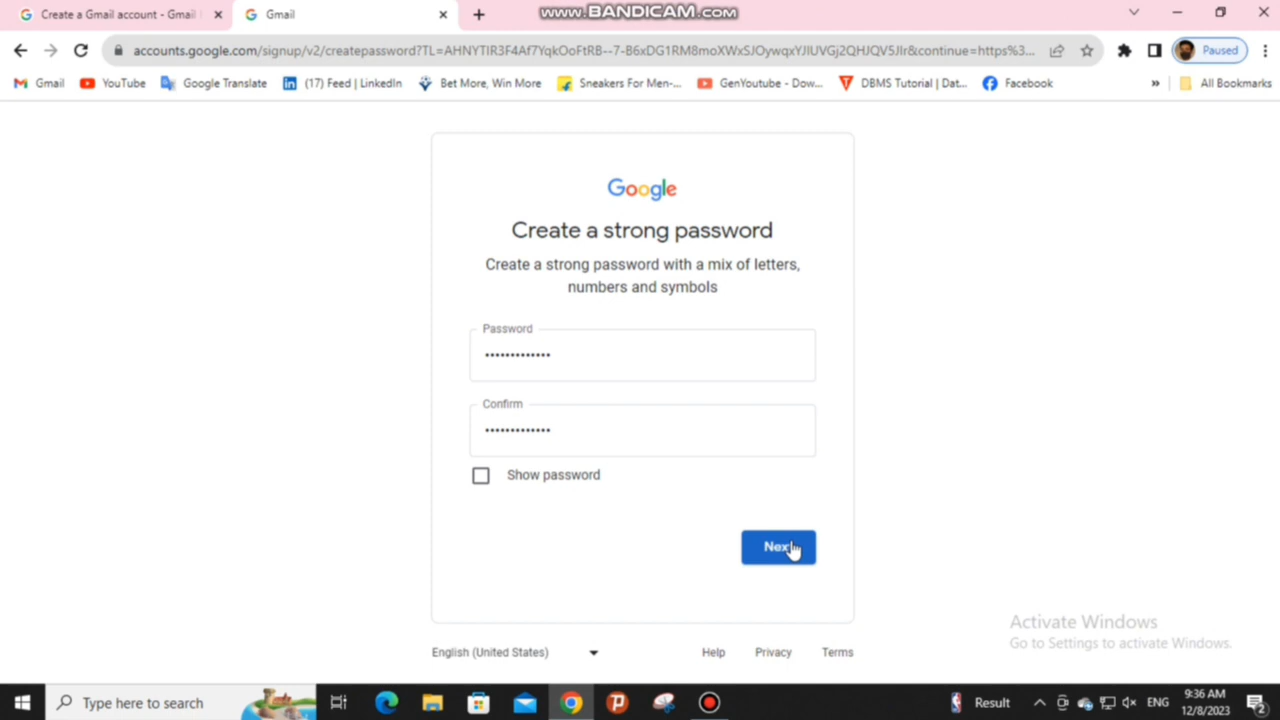 Create a Gmail account - Gmail
Gmail
www.BANDICAM.com
accounts.google.com/signup/v2/createpassword?TL=AHNYTIR3F4Af7YqkOoFtRB--7-B6xDG1RM8moXWxSJOywqxYJIUVGj2QHJQV5JIr&continue=https%3...
Paused
Gmail
YouTube
Google Translate
(17) Feed | LinkedIn
Bet More, Win More
Sneakers For Men-...
GenYoutube - Dow...
DBMS Tutorial | Dat...
Facebook
»
All Bookmarks
Google
Create a strong password
Create a strong password with a mix of letters,
numbers and symbols
Password
•••••••••••••
Confirm
•••••••••••••
Show password
Next
Activate Windows
Go to Settings to activate Windows.
English (United States)
Help
Privacy
Terms
Type here to search
Result
ENG
9:36 AM
12/8/2023
2